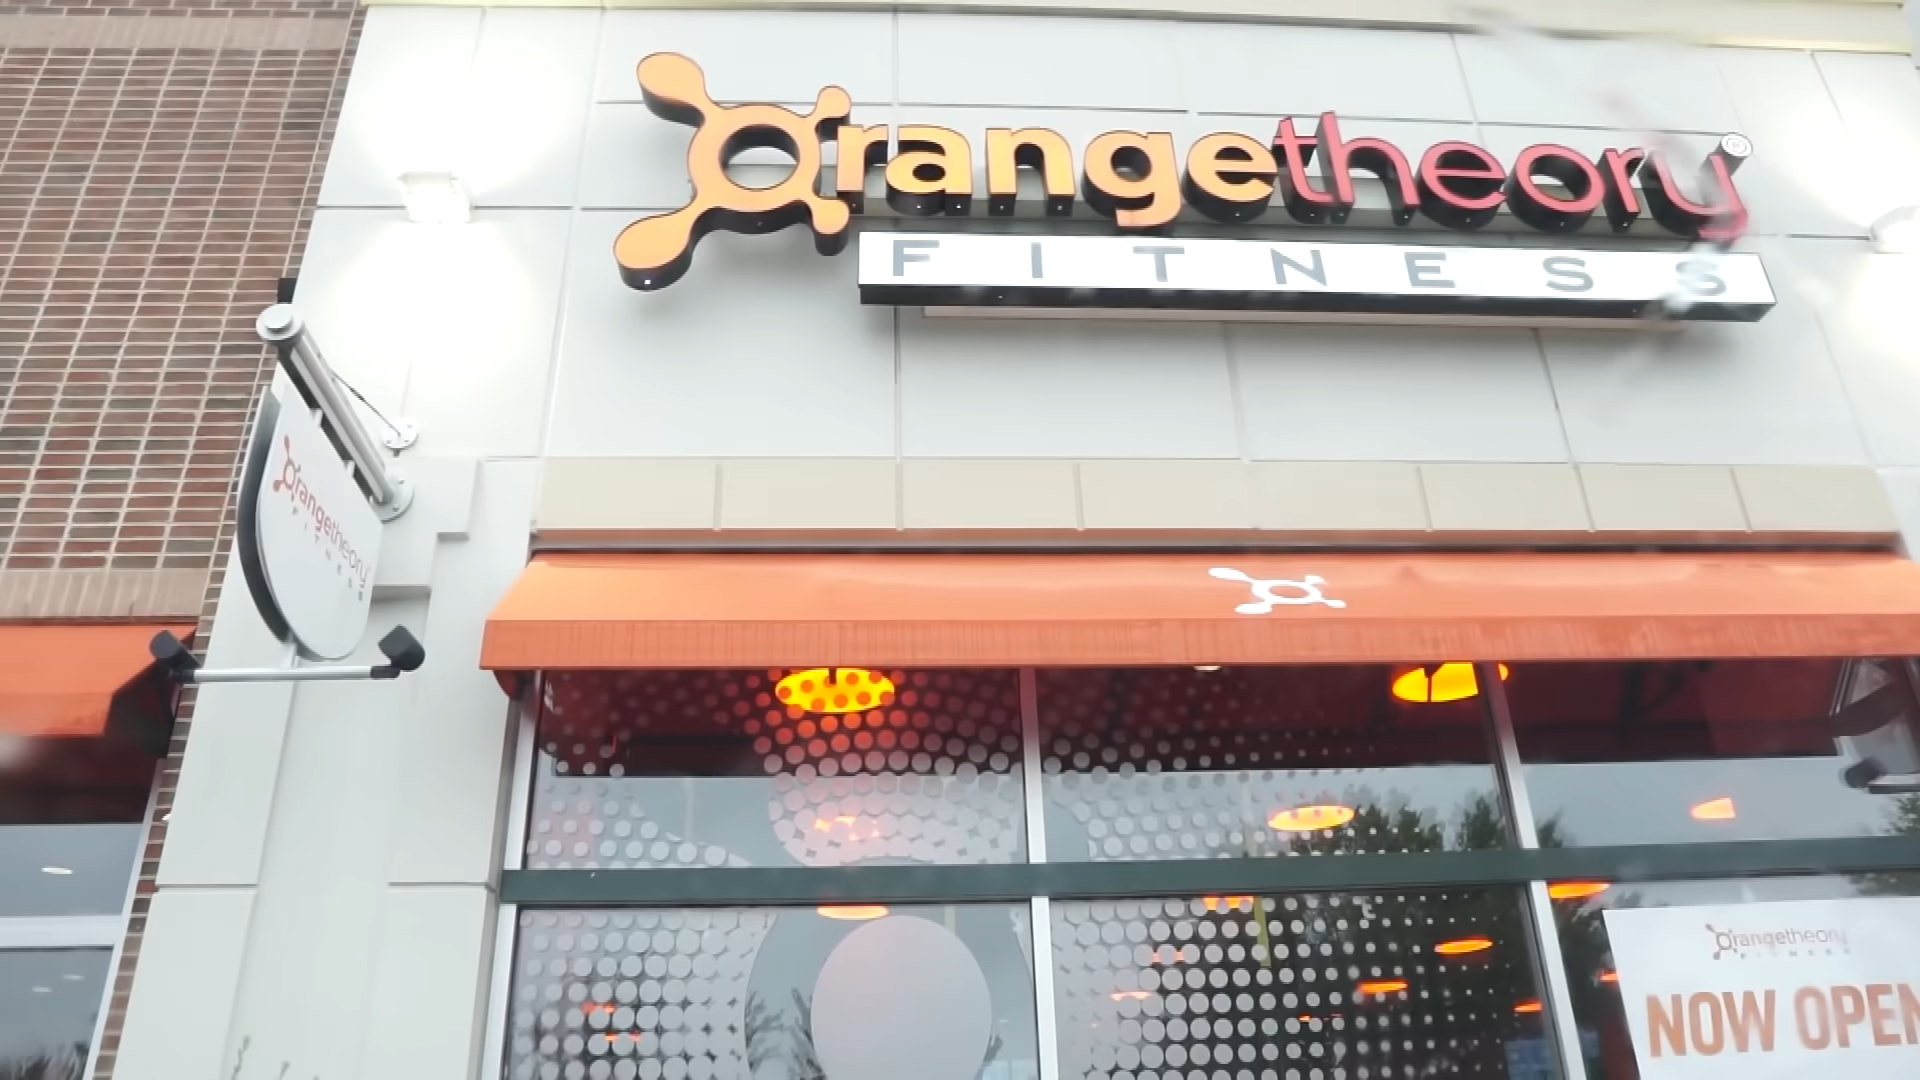 Orangetheory
FITNESS
Orangetheory
FITNESS
Orangetheory
FITNESS
NOW OPEN